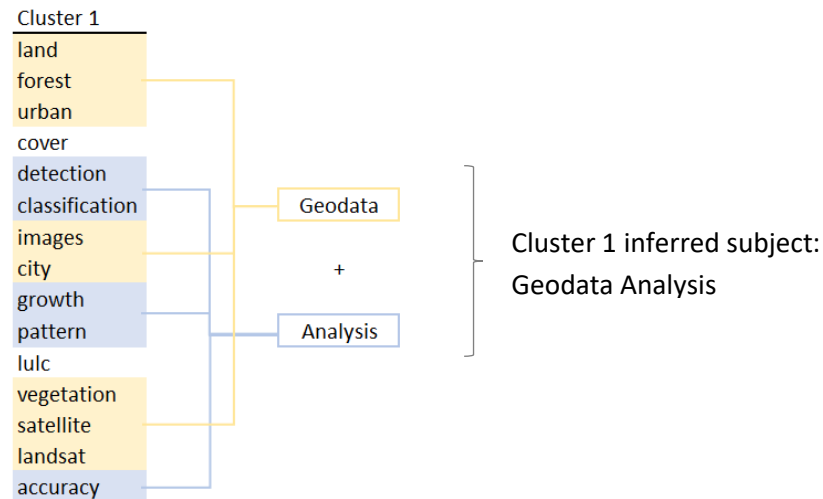 Cluster 1
land
forest
urban
cover
detection
classification
images
city
growth
pattern
lulc
vegetation
satellite
landsat
accuracy
Geodata
+
Analysis
Cluster 1 inferred subject:
Geodata Analysis